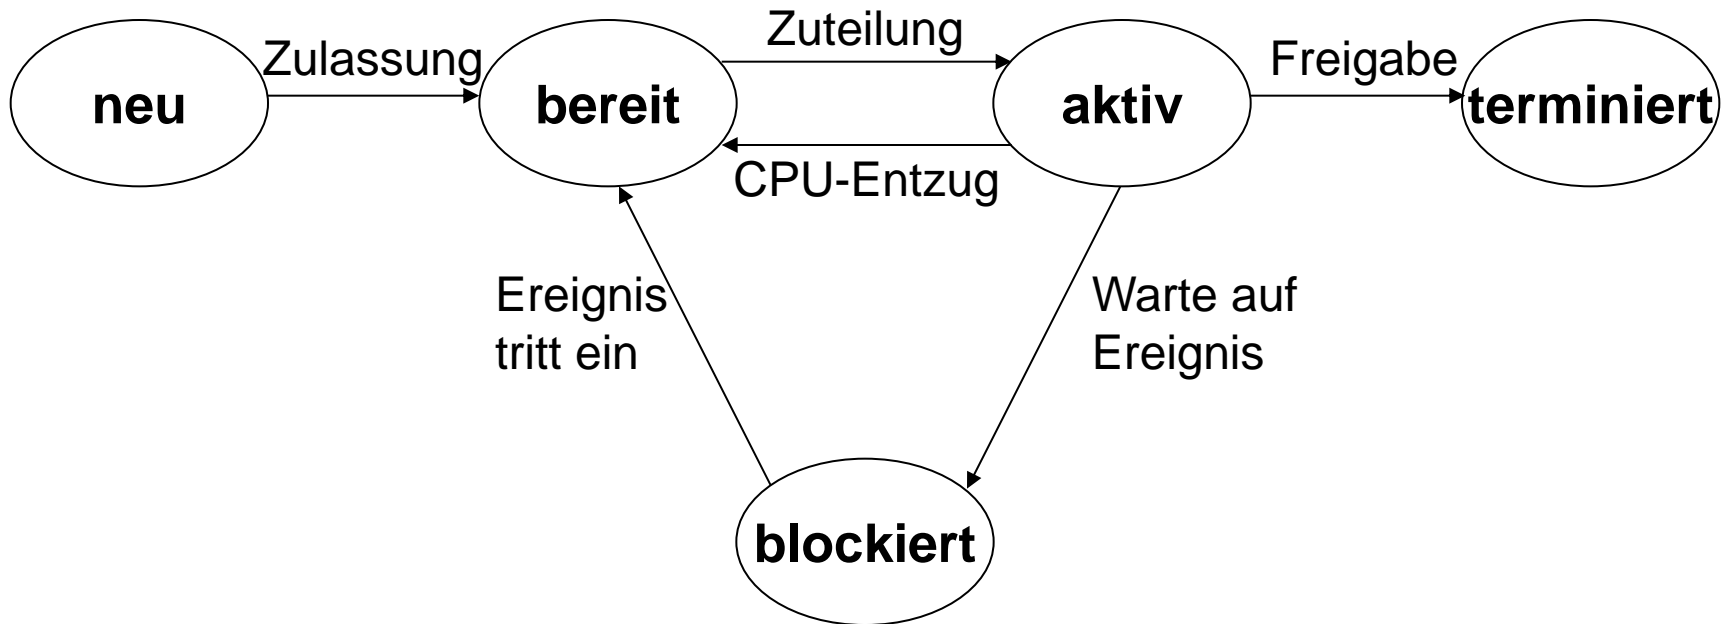 Zulassung
Zuteilung
Freigabe
neu
bereit
aktiv
terminiert
CPU-Entzug
Ereignis
tritt ein
Warte auf
Ereignis
blockiert